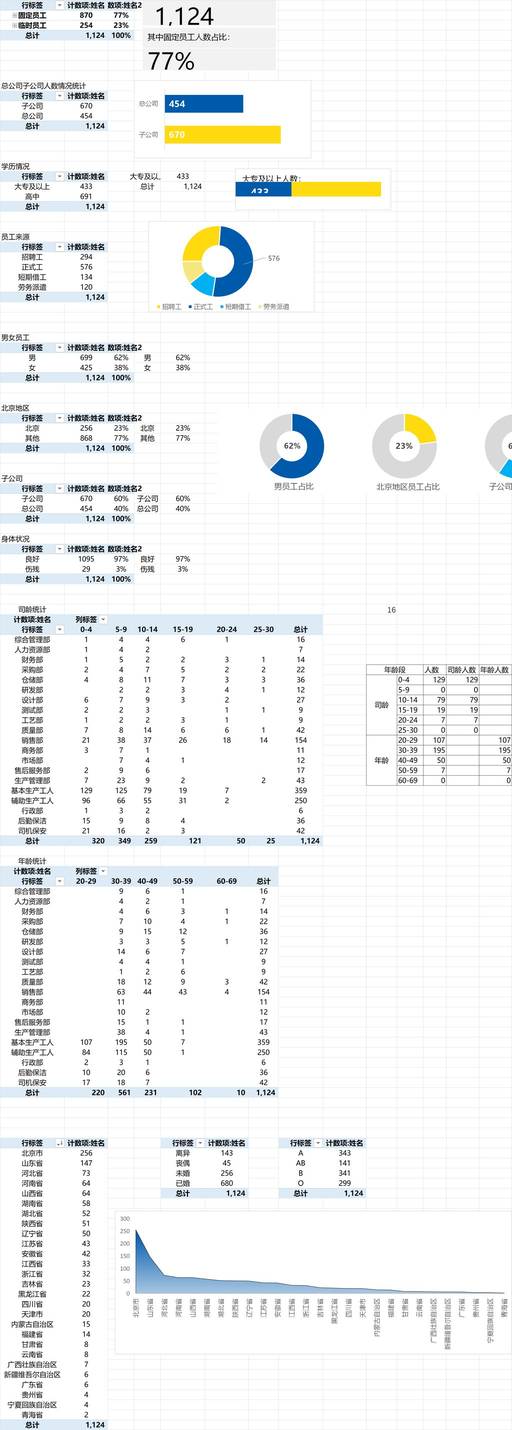 行标签 计数项:姓名 数项:姓名2
固定员工 870 77%
临时员工 254 23%
总计 1,124 100%
1,124
其中固定员工人数占比:
77%
总公司子公司人数情况统计
行标签 计数项:姓名
子公司 670
总公司 454
总计 1,124
总公司 454
子公司 670
学历情况
行标签 计数项:姓名
大专及以上 433
高中 691
总计 1,124
大专及以. 433
总计 1,124
大专及以上人数:
433
员工来源
行标签 计数项:姓名
招聘工 294
正式工 576
短期借工 134
劳务派遣 120
总计 1,124
576
招聘工 正式工 短期借工 劳务派遣
男女员工
行标签 计数项:姓名 数项:姓名2
男 699 62% 男 62%
女 425 38% 女 38%
总计 1,124 100%
北京地区
行标签 计数项:姓名 数项:姓名2
北京 256 23% 北京 23%
其他 868 77% 其他 77%
总计 1,124 100%
62%
男员工占比
23%
北京地区员工占比
6
子公司
子公司
行标签 计数项:姓名 数项:姓名2
子公司 670 60% 子公司 60%
总公司 454 40% 总公司 40%
总计 1,124 100%
身体状况
行标签 计数项:姓名 数项:姓名2
良好 1095 97% 良好 97%
伤残 29 3% 伤残 3%
总计 1,124 100%
司龄统计 16
计数项:姓名 列标签
行标签 0-4 5-9 10-14 15-19 20-24 25-30 总计
综合管理部 1 4 4 6 1 16
人力资源部 1 4 2 7
财务部 1 5 2 2 3 1 14
采购部 2 4 7 5 2 2 22
仓储部 4 8 11 7 3 3 36
研发部 2 2 3 4 1 12
设计部 6 7 9 3 2 27
测试部 2 2 3 1 1 9
工艺部 1 2 2 3 1 9
质量部 7 8 14 6 6 1 42
销售部 21 38 37 26 18 14 154
商务部 3 7 1 11
市场部 7 4 1 12
售后服务部 2 9 6 17
生产管理部 7 23 9 2 2 43
基本生产工人 129 125 79 19 7 359
辅助生产工人 96 66 55 31 2 250
行政部 1 3 2 6
后勤保洁 15 9 8 4 36
司机保安 21 16 2 3 42
总计 320 349 259 121 50 25 1,124
年龄段 人数 司龄人数 年龄人数
司龄
0-4 129 129
5-9 0 0
10-14 79 79
15-19 19 19
20-24 7 7
25-30 0 0
年龄
20-29 107 107
30-39 195 195
40-49 50 50
50-59 7 7
60-69 0 0
年龄统计
计数项:姓名 列标签
行标签 20-29 30-39 40-49 50-59 60-69 总计
综合管理部 9 6 1 16
人力资源部 4 2 1 7
财务部 4 6 3 1 14
采购部 7 10 4 1 22
仓储部 9 15 12 36
研发部 3 3 5 1 12
设计部 14 6 7 27
测试部 4 4 1 9
工艺部 1 2 6 9
质量部 18 12 9 3 42
销售部 63 44 43 4 154
商务部 11 11
市场部 10 2 12
售后服务部 15 1 1 17
生产管理部 38 4 1 43
基本生产工人 107 195 50 7 359
辅助生产工人 84 115 50 1 250
行政部 2 3 1 6
后勤保洁 10 20 6 36
司机保安 17 18 7 42
总计 220 561 231 102 10 1,124
行标签 计数项:姓名
北京市 256
山东省 147
河北省 73
河南省 64
山西省 64
湖南省 58
湖北省 52
陕西省 51
辽宁省 50
江苏省 43
安徽省 42
江西省 33
浙江省 32
吉林省 23
黑龙江省 22
四川省 20
天津市 20
内蒙古自治区 15
福建省 14
甘肃省 8
云南省 8
广西壮族自治区 7
新疆维吾尔自治区 6
广东省 6
贵州省 4
宁夏回族自治区 4
青海省 2
总计 1,124
行标签 计数项:姓名
离异 143
丧偶 45
未婚 256
已婚 680
总计 1,124
行标签 计数项:姓名
A 343
AB 141
B 341
O 299
总计 1,124
300
250
200
150
100
50
0
北京市 山东省 河北省 河南省 山西省 湖南省 湖北省 陕西省 辽宁省 江苏省 安徽省 江西省 浙江省 吉林省 黑龙江省 四川省 天津市 内蒙古自治区 福建省 甘肃省 云南省 广西壮族自治区 新疆维吾尔自治区 广东省 贵州省 宁夏回族自治区 青海省